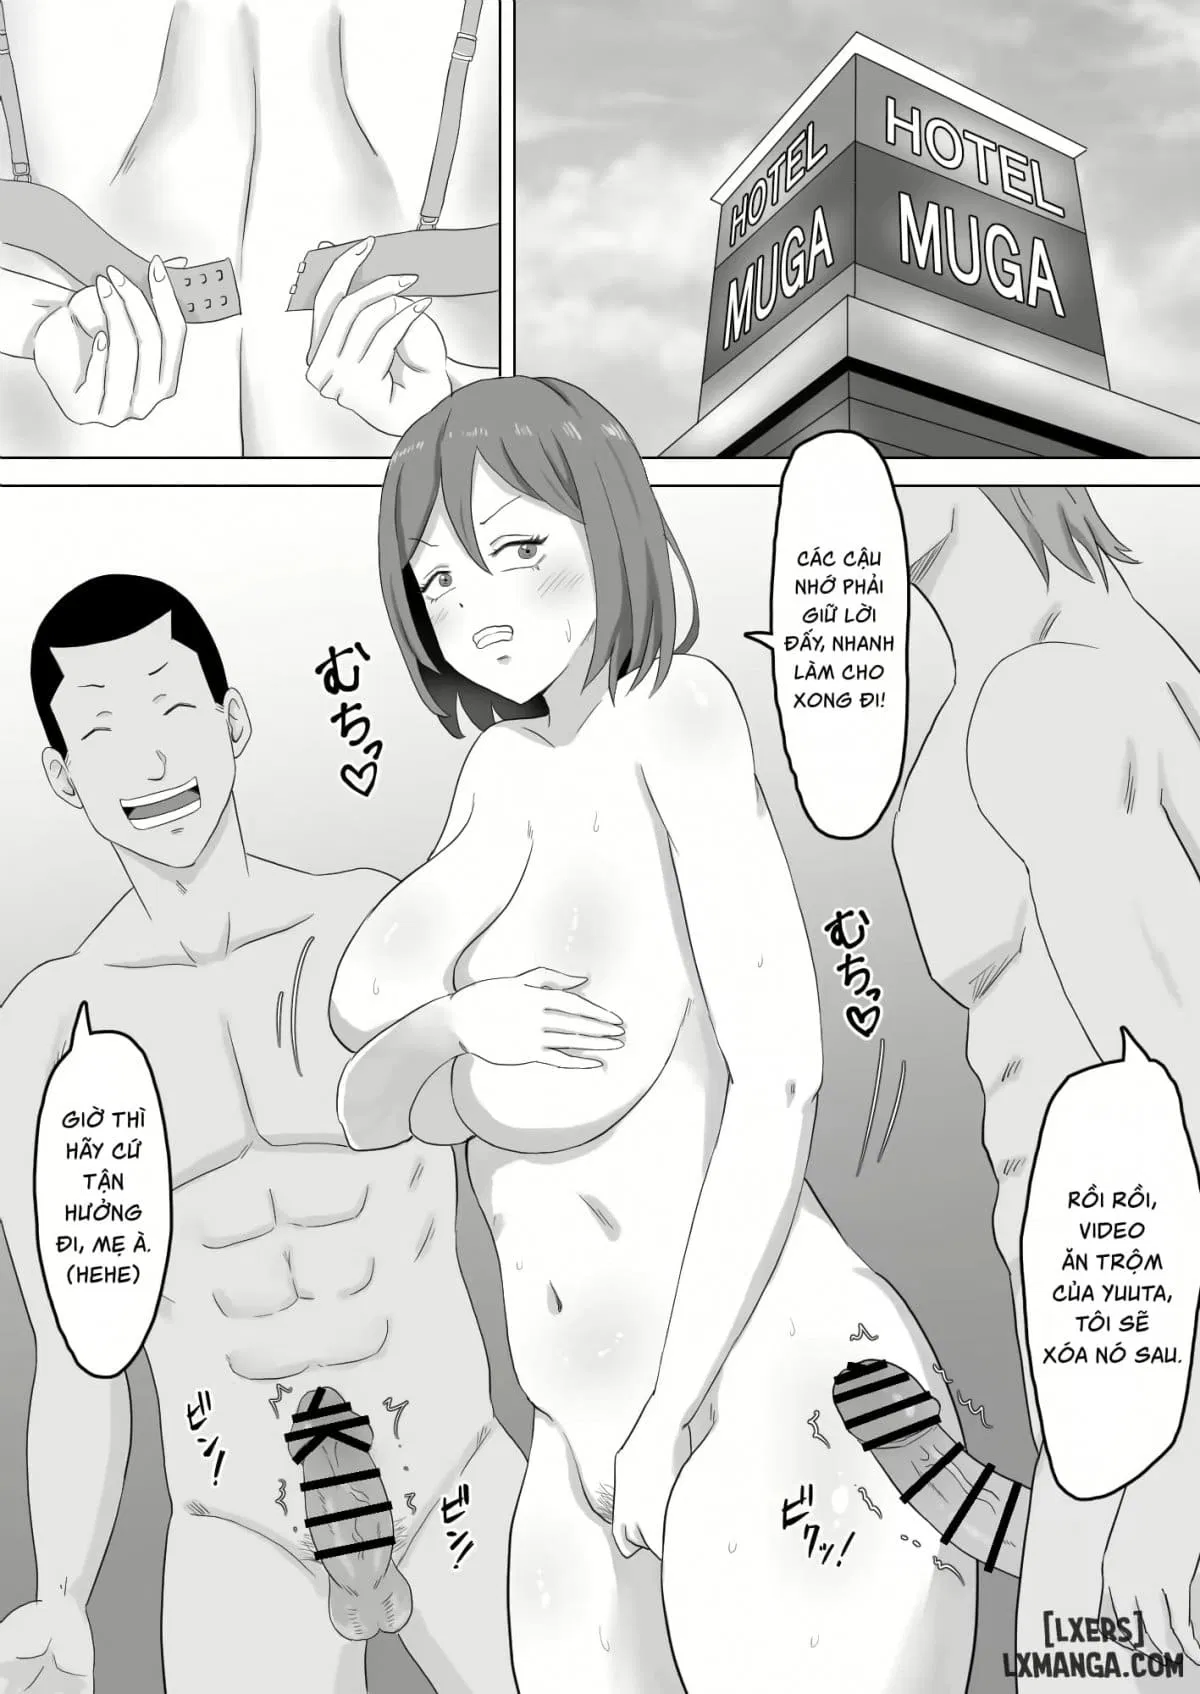 HOTEL
MUGA
HOTEL
MUGA
CÁC CẬU
NHỚ PHẢI
GIỮ LỜI
ĐẤY, NHANH
LÀM CHO
XONG ĐI!
むちっ♡
むちっ♡
RỒI RỒI,
VIDEO
ĂN TRỘM
CỦA YUUTA,
TÔI SẼ
XÓA NÓ SAU.
GIỜ THÌ
HÃY CỨ
TẬN
HƯỞNG
ĐI, MẸ À.
(HEHE)
ビクッ!
ビン!
ビン!!
[LXERS]
LXMANGA.COM